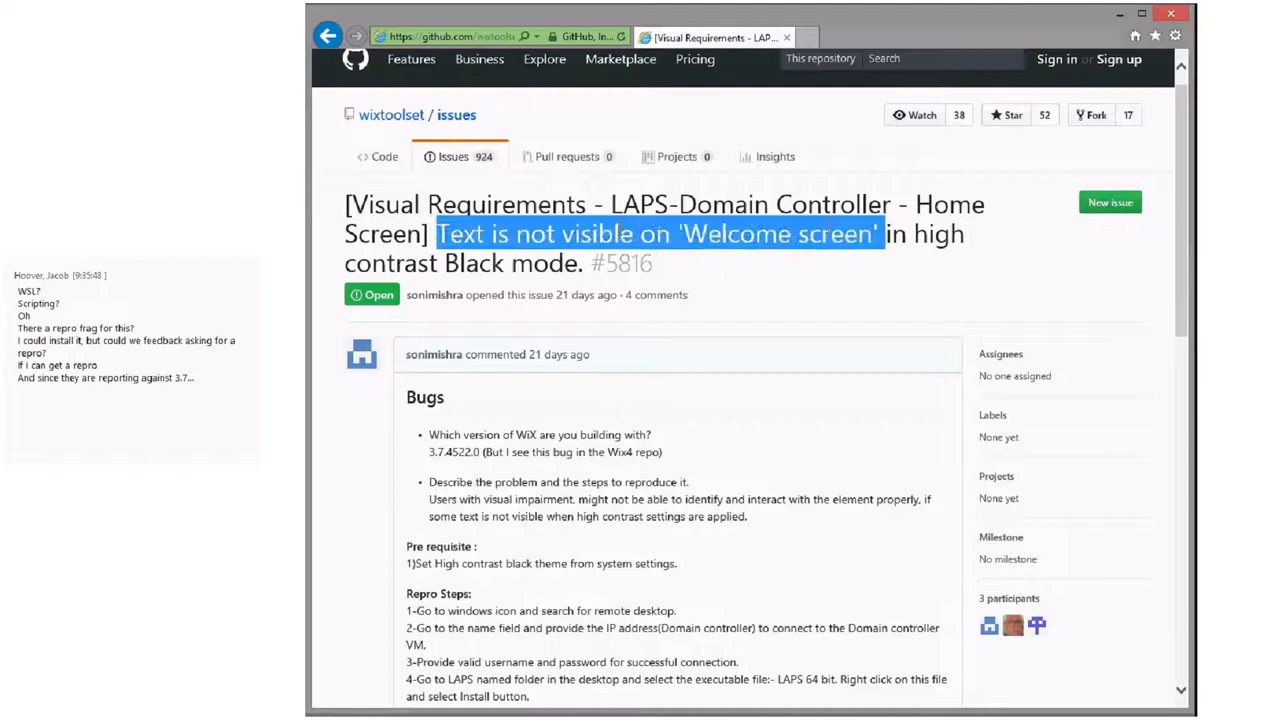 https://github.com/wixtools
GitHub, In...
[Visual Requirements - LAP...
Features Business Explore Marketplace Pricing
This repository Search
Sign in or Sign up
wixtoolset / issues
Watch 38 Star 52 Fork 17
Code Issues 924 Pull requests 0 Projects 0 Insights
[Visual Requirements - LAPS-Domain Controller - Home
Screen] Text is not visible on 'Welcome screen' in high
contrast Black mode. #5816
New issue
Open sonimishra opened this issue 21 days ago · 4 comments
Hoover, Jacob [9:35:48 ]
WSL?
Scripting?
Oh
There a repro frag for this?
I could install it, but could we feedback asking for a
repro?
If I can get a repro
And since they are reporting against 3.7...
sonimishra commented 21 days ago
Bugs
• Which version of WiX are you building with?
3.7.4522.0 (But I see this bug in the Wix4 repo)
• Describe the problem and the steps to reproduce it.
Users with visual impairment, might not be able to identify and interact with the element properly, if
some text is not visible when high contrast settings are applied.
Pre requisite :
1)Set High contrast black theme from system settings.
Repro Steps:
1-Go to windows icon and search for remote desktop.
2-Go to the name field and provide the IP address(Domain controller) to connect to the Domain controller
VM.
3-Provide valid username and password for successful connection.
4-Go to LAPS named folder in the desktop and select the executable file:- LAPS 64 bit. Right click on this file
and select Install button.
Assignees
No one assigned
Labels
None yet
Projects
None yet
Milestone
No milestone
3 participants